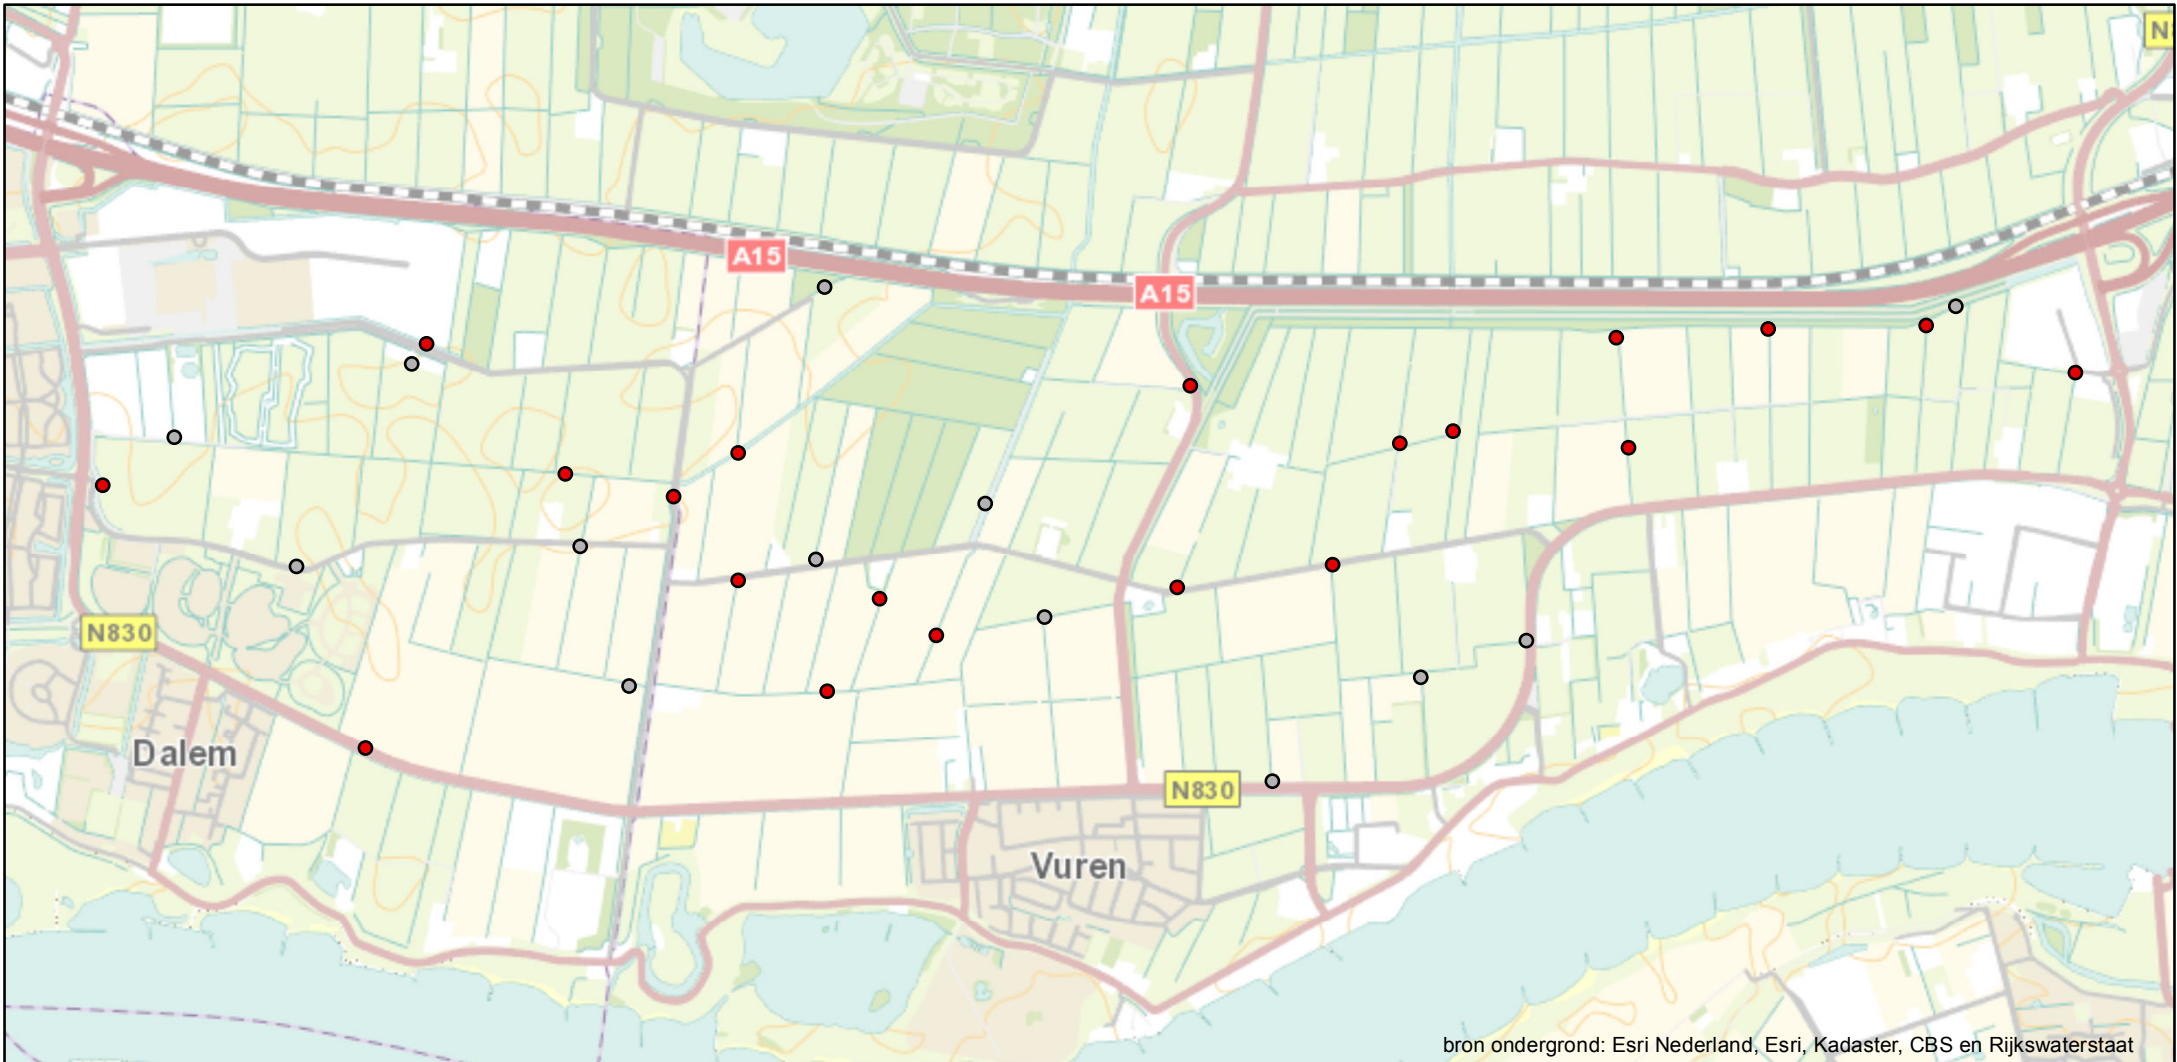 A15
A15
N830
Dalem
N830
Vuren
bron ondergrond: Esri Nederland, Esri, Kadaster, CBS en Rijkswaterstaat